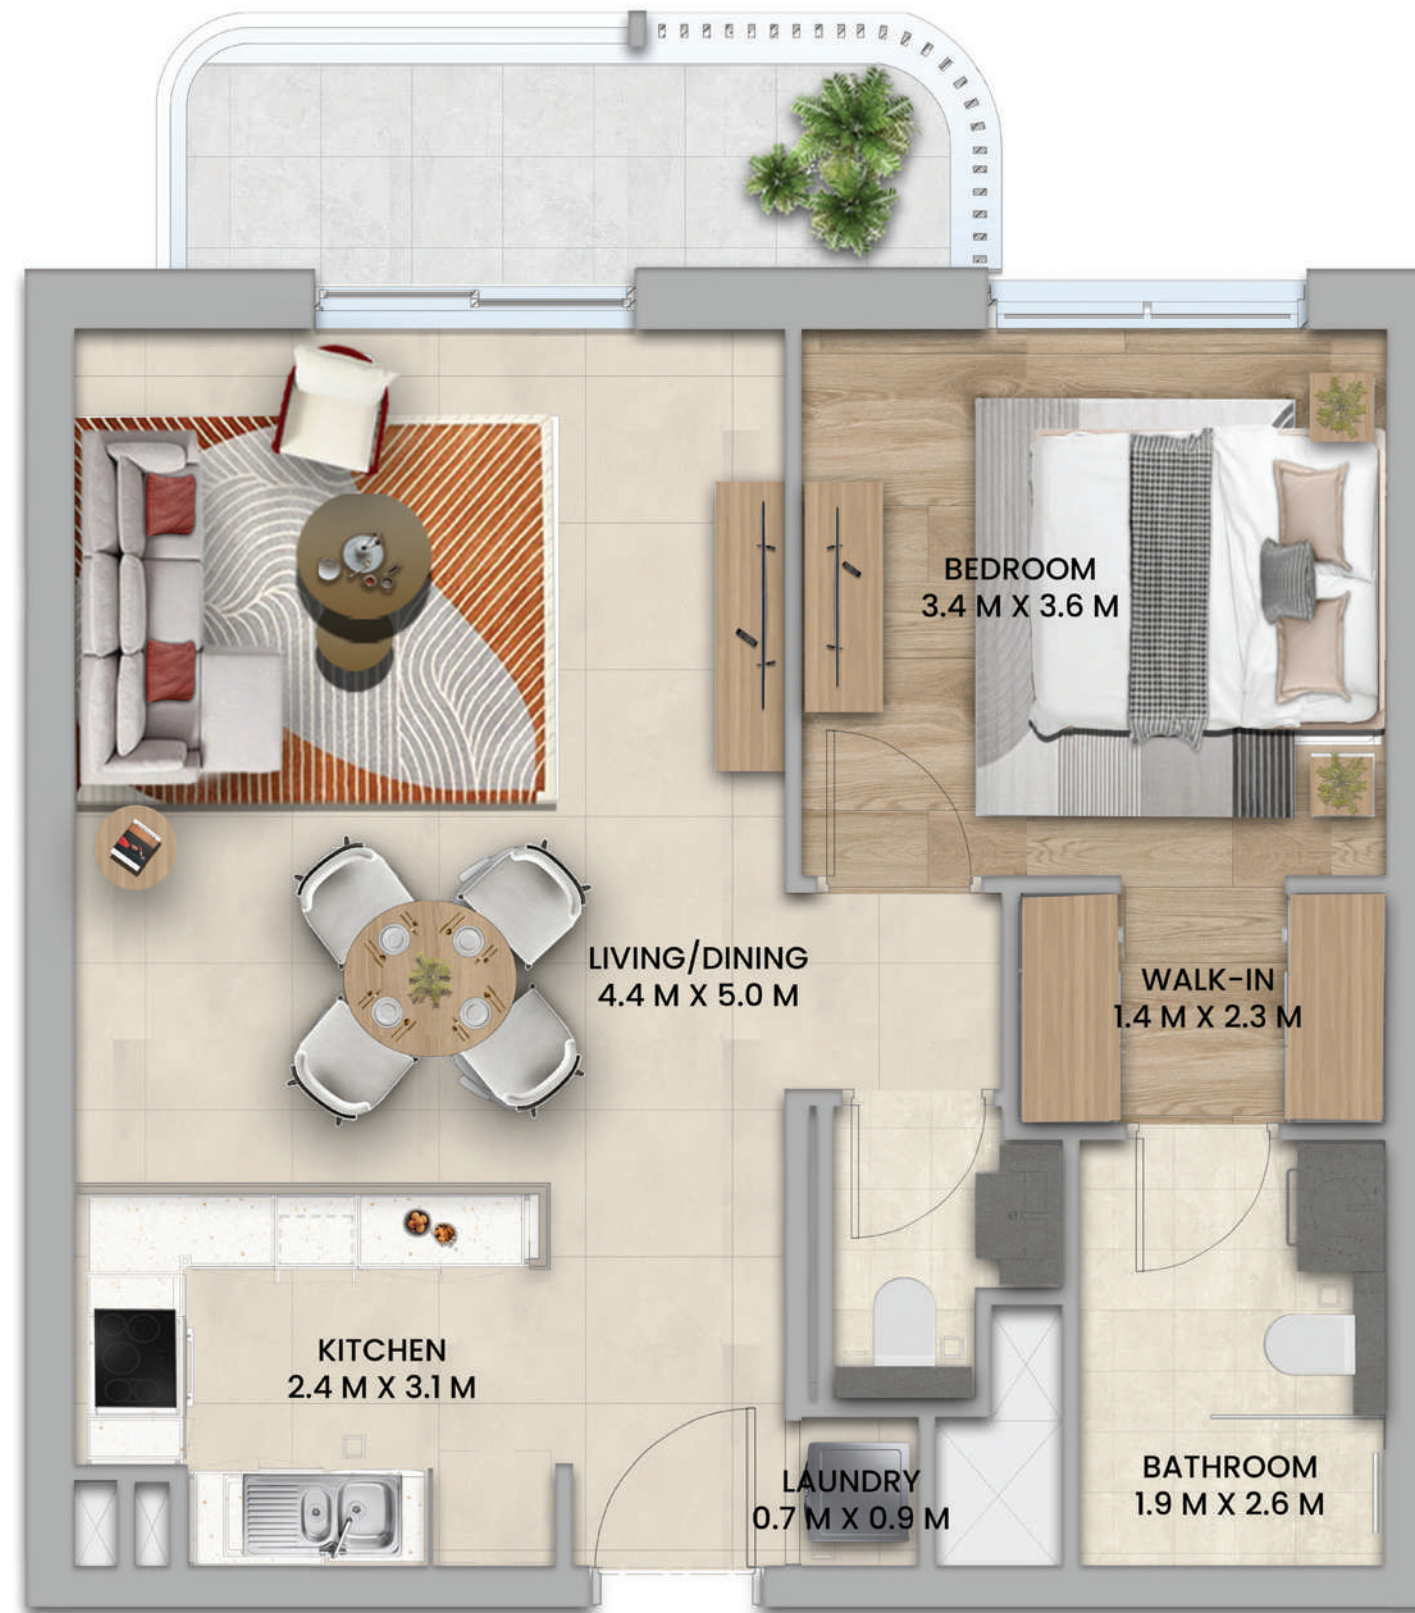 BEDROOM
3.4 M X 3.6 M
LIVING/DINING
4.4 M X 5.0 M
WALK-IN
1.4 M X 2.3 M
KITCHEN
2.4 M X 3.1 M
LAUNDRY
0.7 M X 0.9 M
BATHROOM
1.9 M X 2.6 M